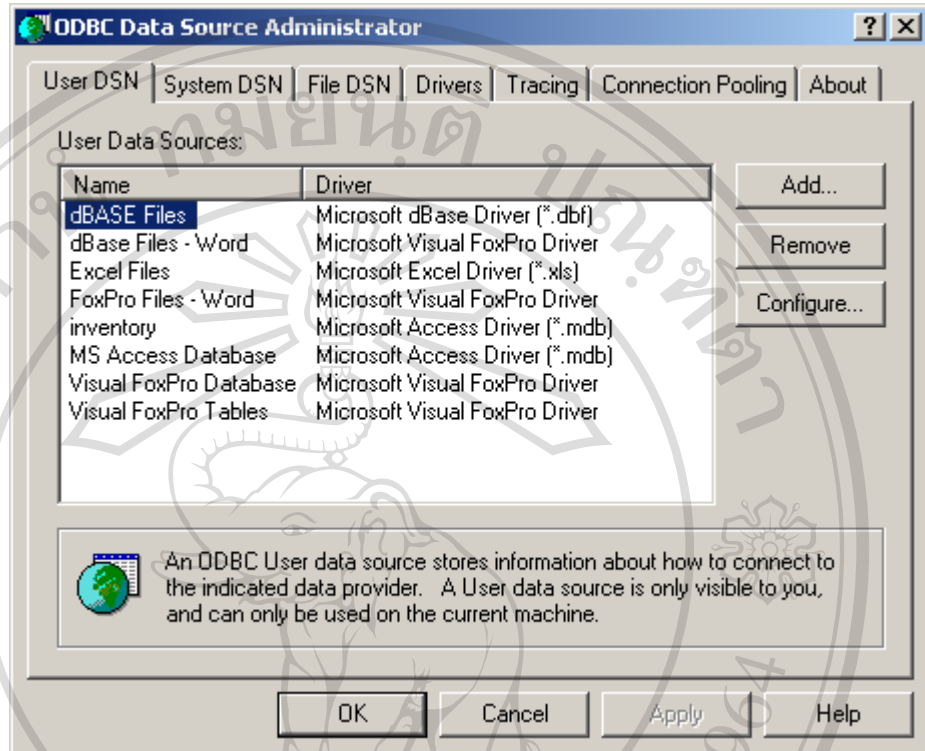 ODBC Data Source Administrator
User DSN System DSN File DSN Drivers Tracing Connection Pooling About
User Data Sources:
Name Driver
dBASE Files Microsoft dBase Driver (*.dbf)
dBase Files - Word Microsoft Visual FoxPro Driver
Excel Files Microsoft Excel Driver (*.xls)
FoxPro Files - Word Microsoft Visual FoxPro Driver
inventory Microsoft Access Driver (*.mdb)
MS Access Database Microsoft Access Driver (*.mdb)
Visual FoxPro Database Microsoft Visual FoxPro Driver
Visual FoxPro Tables Microsoft Visual FoxPro Driver
Add...
Remove
Configure...
An ODBC User data source stores information about how to connect to
the indicated data provider. A User data source is only visible to you,
and can only be used on the current machine.
OK Cancel Apply Help
1964